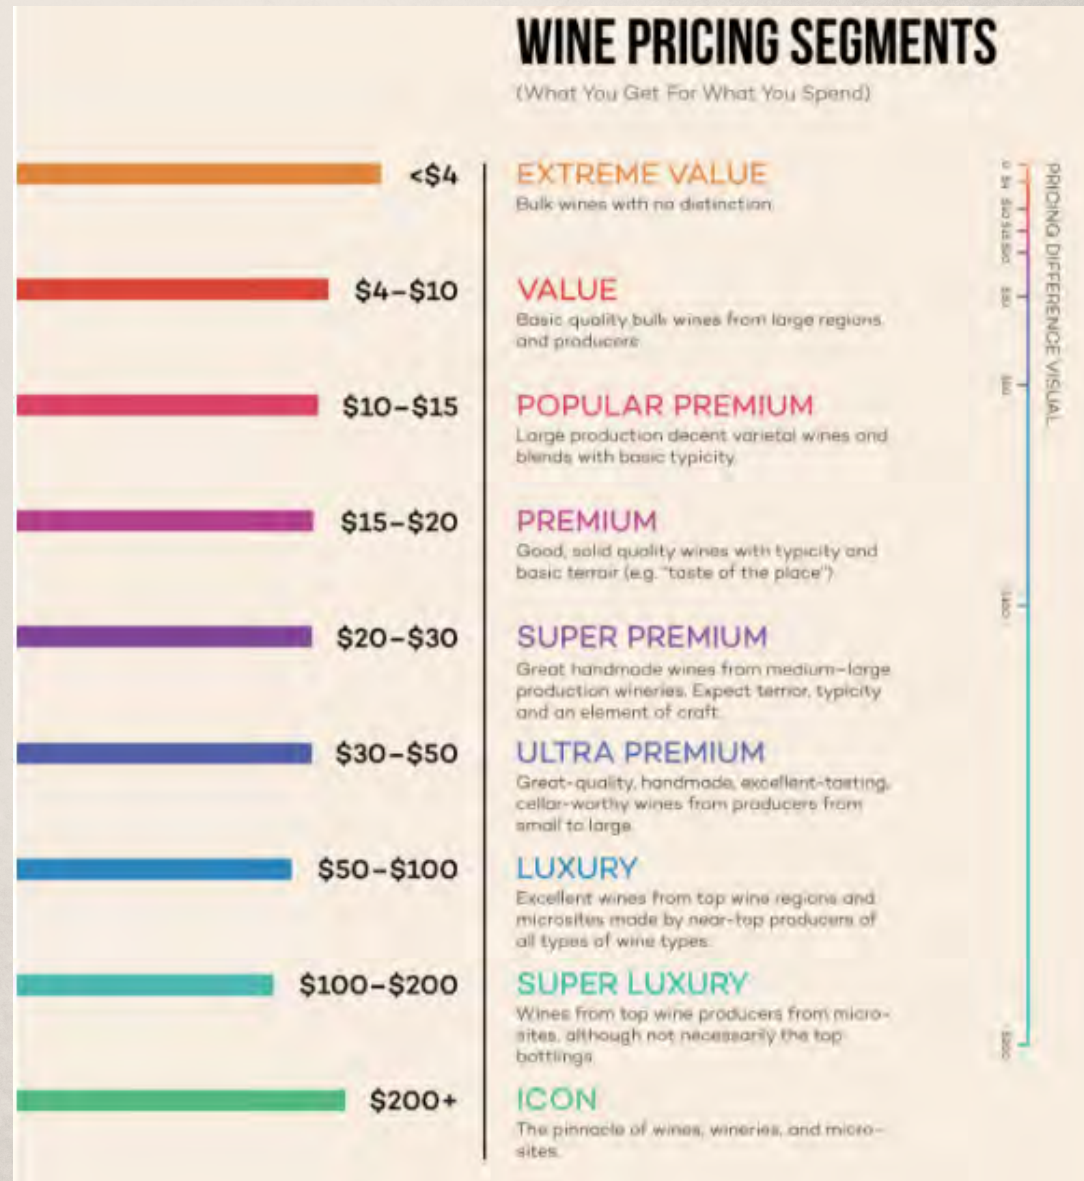 WINE PRICING SEGMENTS
(What You Get For What You Spend)
<$4
EXTREME VALUE
Bulk wines with no distinction.
$4–$10
VALUE
Basic quality bulk wines from large regions
and producers
$10–$15
POPULAR PREMIUM
Large production decent varietal wines and
blends with basic typicity.
$15–$20
PREMIUM
Good, solid quality wines with typicity and
basic terroir (e.g. "taste of the place")
$20–$30
SUPER PREMIUM
Great handmade wines from medium–large
production wineries. Expect terrior, typicity
and an element of craft.
$30–$50
ULTRA PREMIUM
Great-quality, handmade, excellent-tasting,
cellar-worthy wines from producers from
small to large.
$50–$100
LUXURY
Excellent wines from top wine regions and
microsites made by near-top producers of
all types of wine types.
$100–$200
SUPER LUXURY
Wines from top wine producers from micro-
sites, although not necessarily the top
bottlings
$200+
ICON
The pinnacle of wines, wineries, and micro-
sites.
PRICING DIFFERENCE VISUAL
0
$4
$10
$15
$20